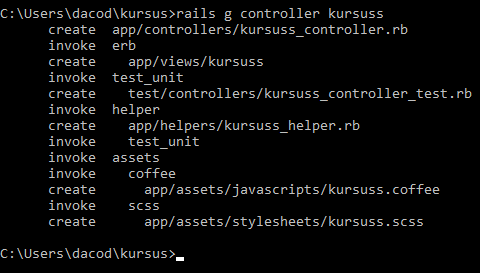 C:\Users\dacod\kursus>rails g controller kursuss
create app/controllers/kursuss_controller.rb
invoke erb
create app/views/kursuss
invoke test_unit
create test/controllers/kursuss_controller_test.rb
invoke helper
create app/helpers/kursuss_helper.rb
invoke test_unit
invoke assets
invoke coffee
create app/assets/javascripts/kursuss.coffee
invoke scss
create app/assets/stylesheets/kursuss.scss
C:\Users\dacod\kursus>